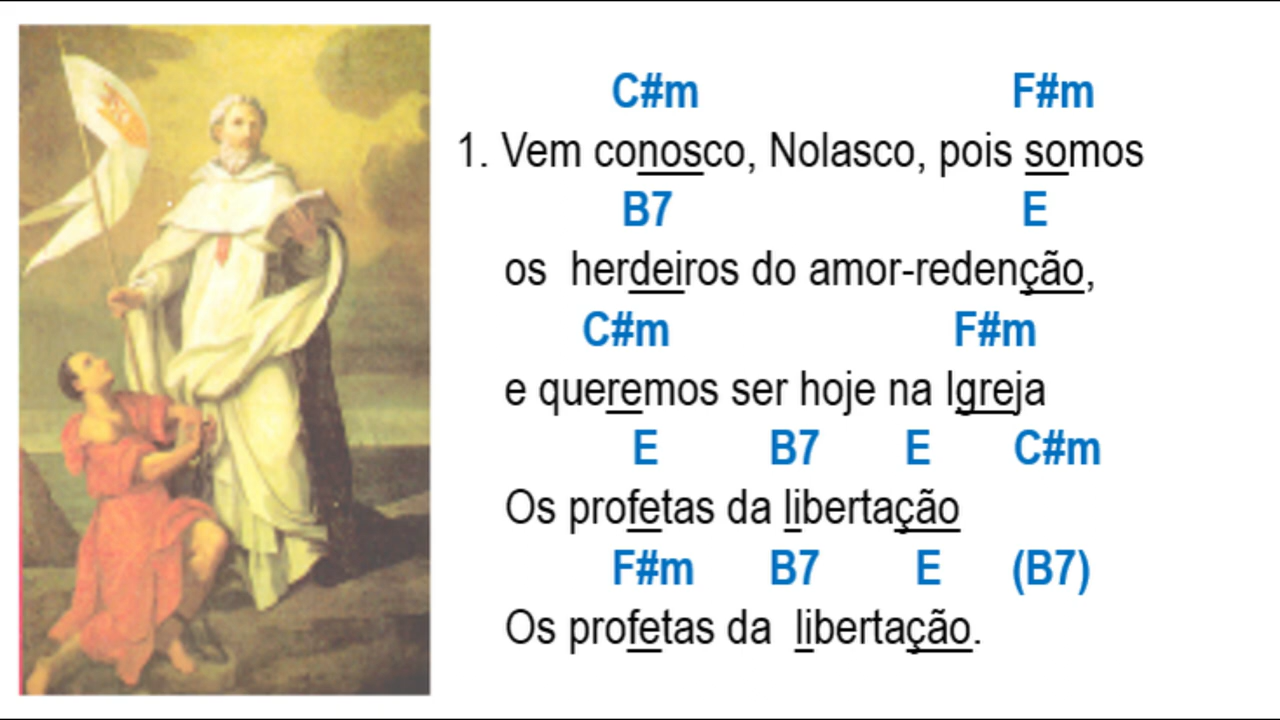 C#m F#m
1. Vem conosco, Nolasco, pois somos
B7 E
os herdeiros do amor-redenção,
C#m F#m
e queremos ser hoje na Igreja
E B7 E C#m
Os profetas da libertação
F#m B7 E (B7)
Os profetas da libertação.